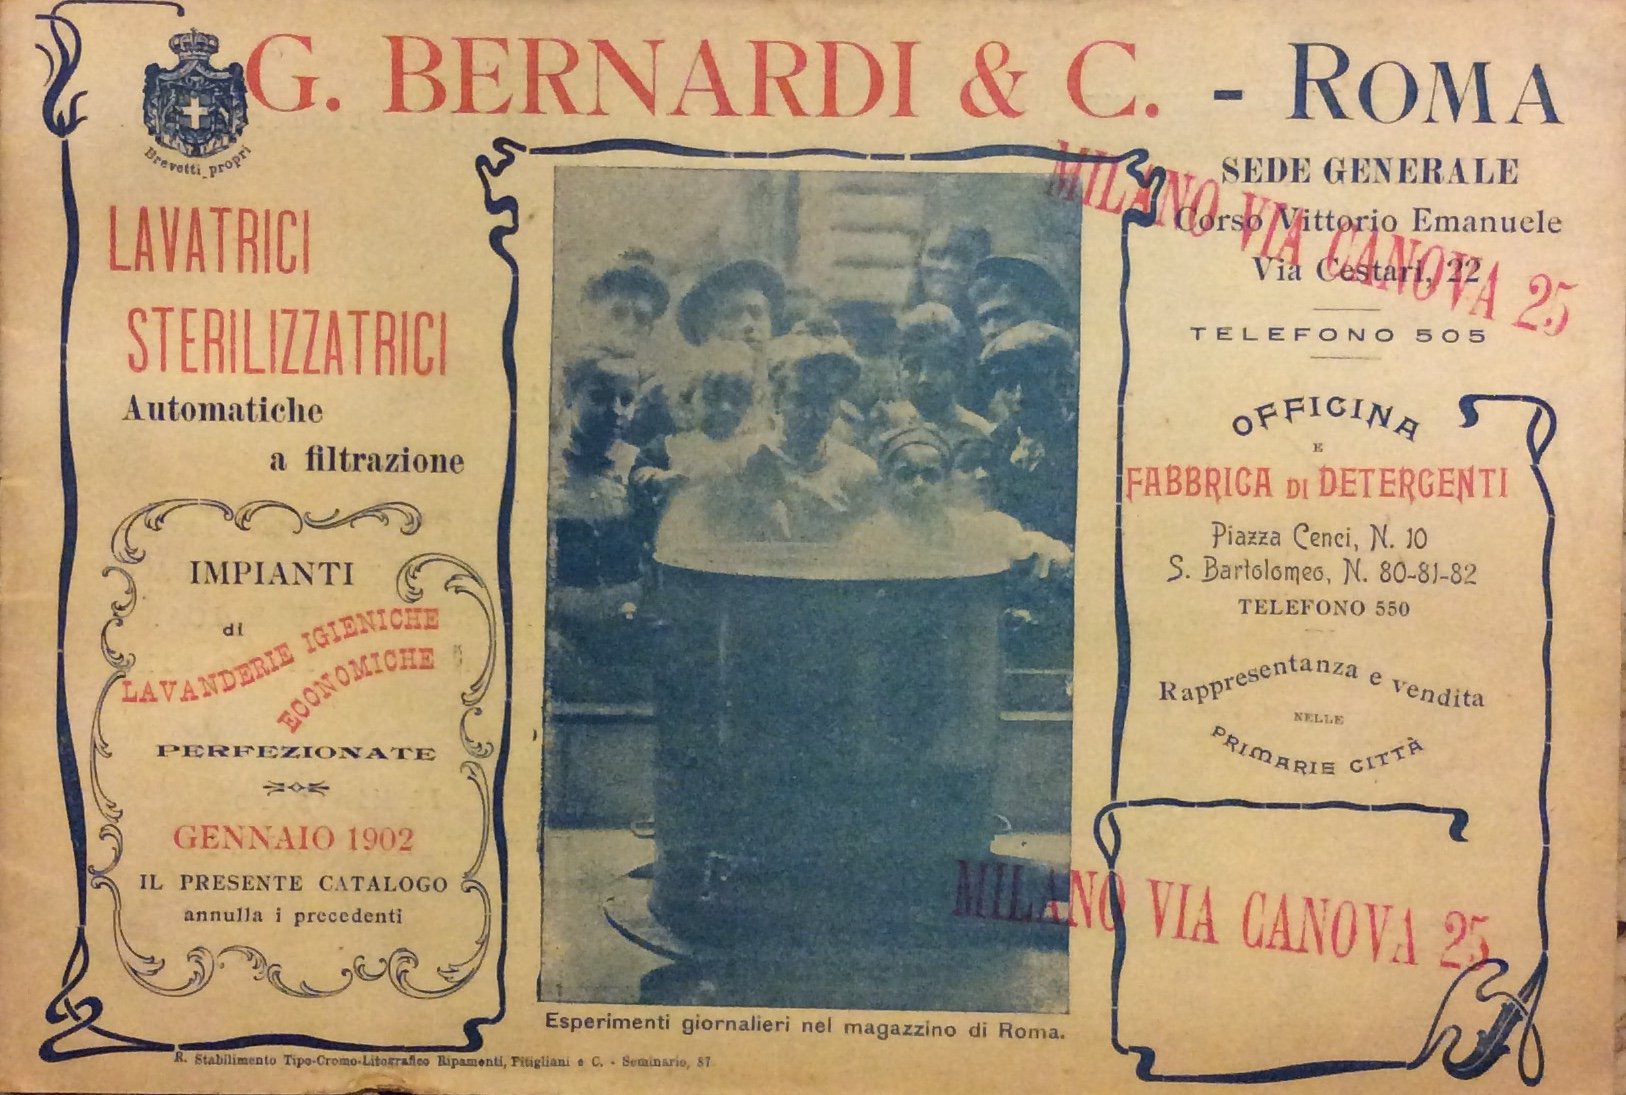 G. BERNARDI & C. - ROMA
Brevetti propri
LAVATRICI
STERILIZZATRICI
Automatiche
a filtrazione
IMPIANTI
di
LAVANDERIE IGIENICHE
ECONOMICHE
PERFEZIONATE
GENNAIO 1902
IL PRESENTE CATALOGO
annulla i precedenti
Esperimenti giornalieri nel magazzino di Roma.
R. Stabilimento Tipo-Cromo-Litografico Ripamonti, Pitigliani e C. - Seminario, 87
SEDE GENERALE
Corso Vittorio Emanuele
Via Cestari, 22
MILANO VIA CANOVA 25
TELEFONO 505
OFFICINA
E
FABBRICA DI DETERGENTI
Piazza Cenci, N. 10
S. Bartolomeo, N. 80-81-82
TELEFONO 550
Rappresentanza e vendita
NELLE
PRIMARIE CITTÀ
MILANO VIA CANOVA 25